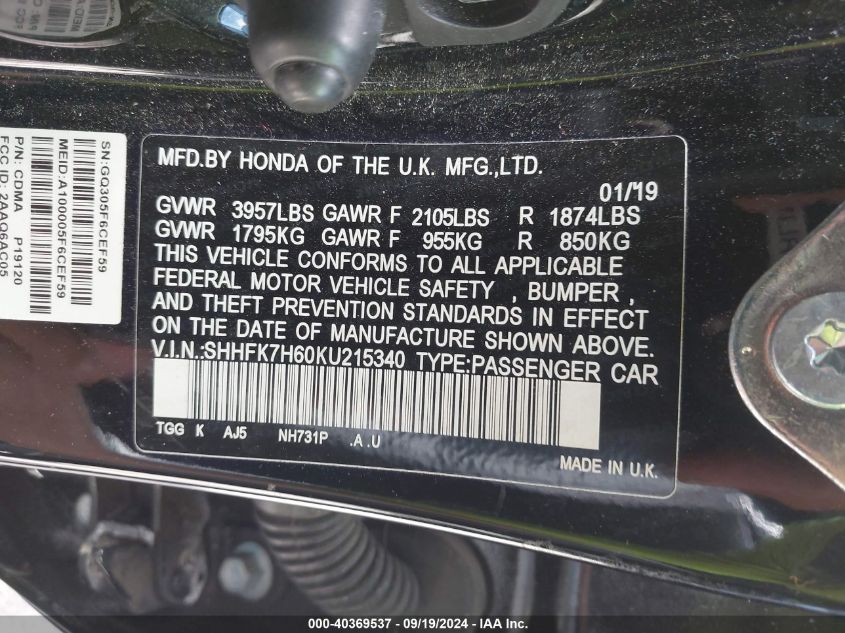 MFD.BY HONDA OF THE U.K. MFG.,LTD.
01/19
GVWR 3957LBS GAWR F 2105LBS R 1874LBS
GVWR 1795KG GAWR F 955KG R 850KG
THIS VEHICLE CONFORMS TO ALL APPLICABLE
FEDERAL MOTOR VEHICLE SAFETY , BUMPER ,
AND THEFT PREVENTION STANDARDS IN EFFECT
ON THE DATE OF MANUFACTURE SHOWN ABOVE.
V.I.N.:SHHFK7H60KU215340 TYPE:PASSENGER CAR
TGG K AJ5 NH731P .A .U
MADE IN U.K.
SN:GQ305F6CEF59
MEID:A100005F6CEF59
P/N: CDMA P19120
FCC ID: 2AAQ6AC05
000-40369537 - 09/19/2024 - IAA Inc.